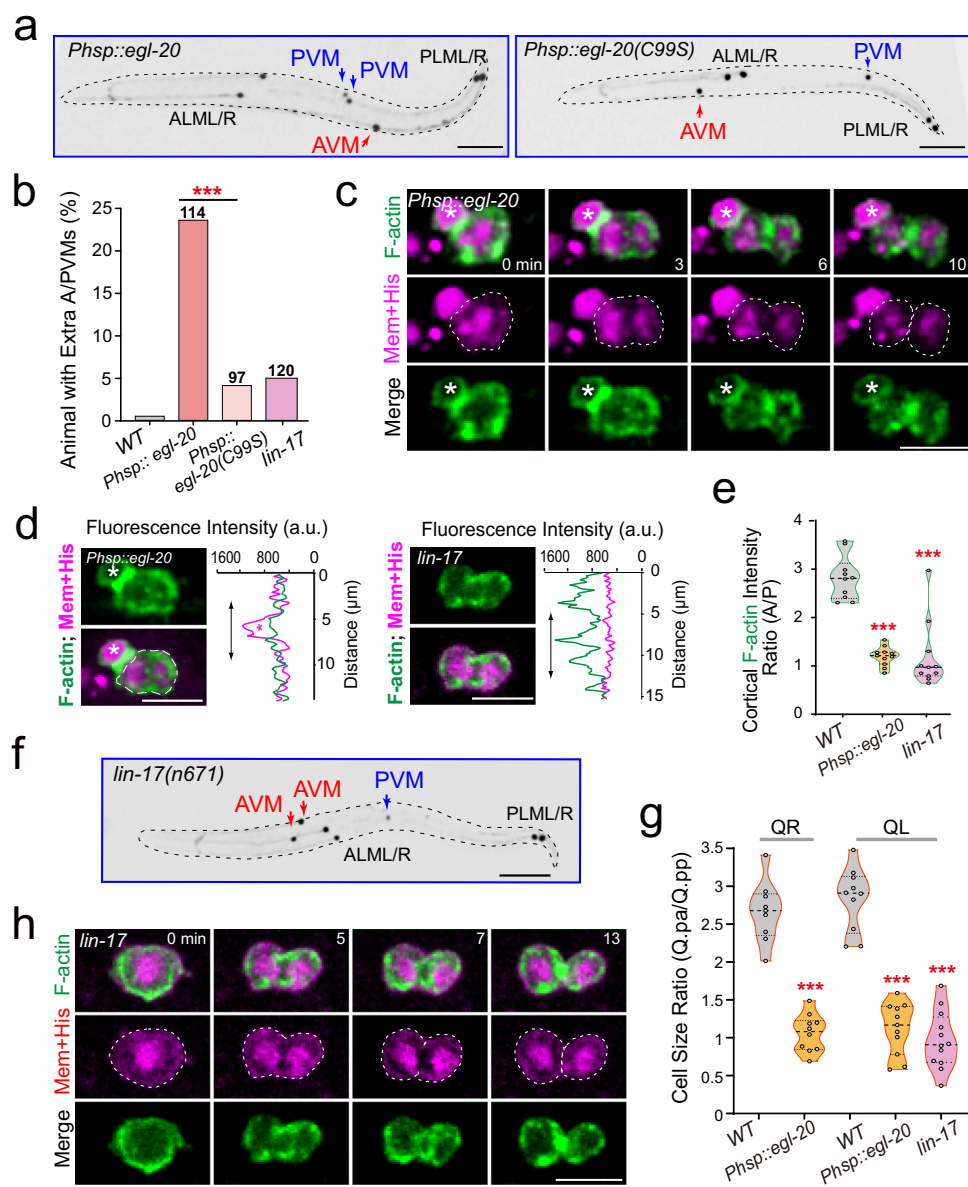 a
Phsp::egl-20
PVM
PVM
PLML/R
ALML/R
AVM
Phsp::egl-20(C99S)
ALML/R
PVM
AVM
PLML/R
b
Animal with Extra A/PVMs (%)
25
20
15
10
5
0
***
114
97
120
WT
Phsp:: egl-20
Phsp::
egl-20(C99S)
lin-17
c
Phsp::egl-20
F-actin
Mem+His
Merge
* * * *
0 min
3
6
10
* * * *
d
Fluorescence Intensity (a.u.)
F-actin; Mem+His
Phsp::egl-20
*
*
1600
800
0
0
5
10
*
Distance (µm)
Fluorescence Intensity (a.u.)
lin-17
1600
800
0
0
5
10
15
Distance (µm)
e
Cortical F-actin Intensity
Ratio (A/P)
4
3
2
1
0
***
***
WT
Phsp::egl-20
lin-17
f
lin-17(n671)
AVM
AVM
PVM
PLML/R
ALML/R
g
QR
QL
Cell Size Ratio (Q.pa/Q.pp)
3.5
3
2.5
2
1.5
1
0.5
0
***
***
***
WT
Phsp::egl-20
WT
Phsp::egl-20
lin-17
h
lin-17
0 min
5
7
13
F-actin
Mem+His
Merge